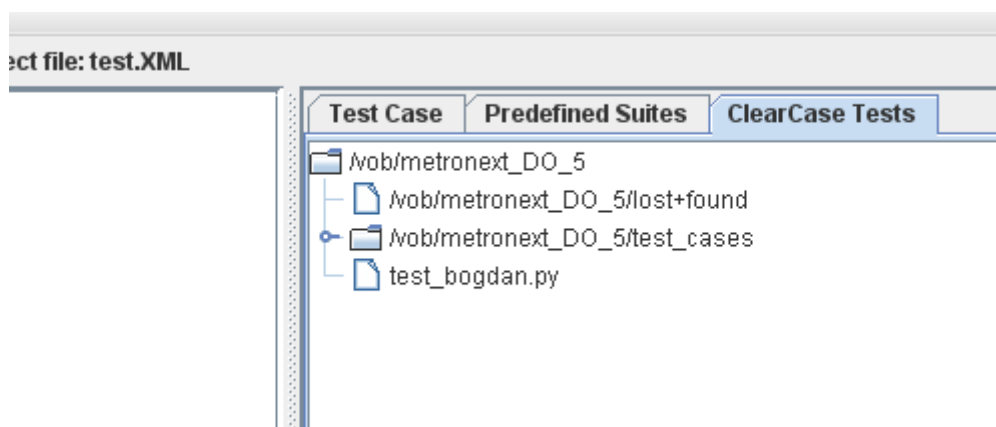 ect file: test.XML
Test Case Predefined Suites ClearCase Tests
/vob/metronext_DO_5
/vob/metronext_DO_5/lost+found
/vob/metronext_DO_5/test_cases
test_bogdan.py